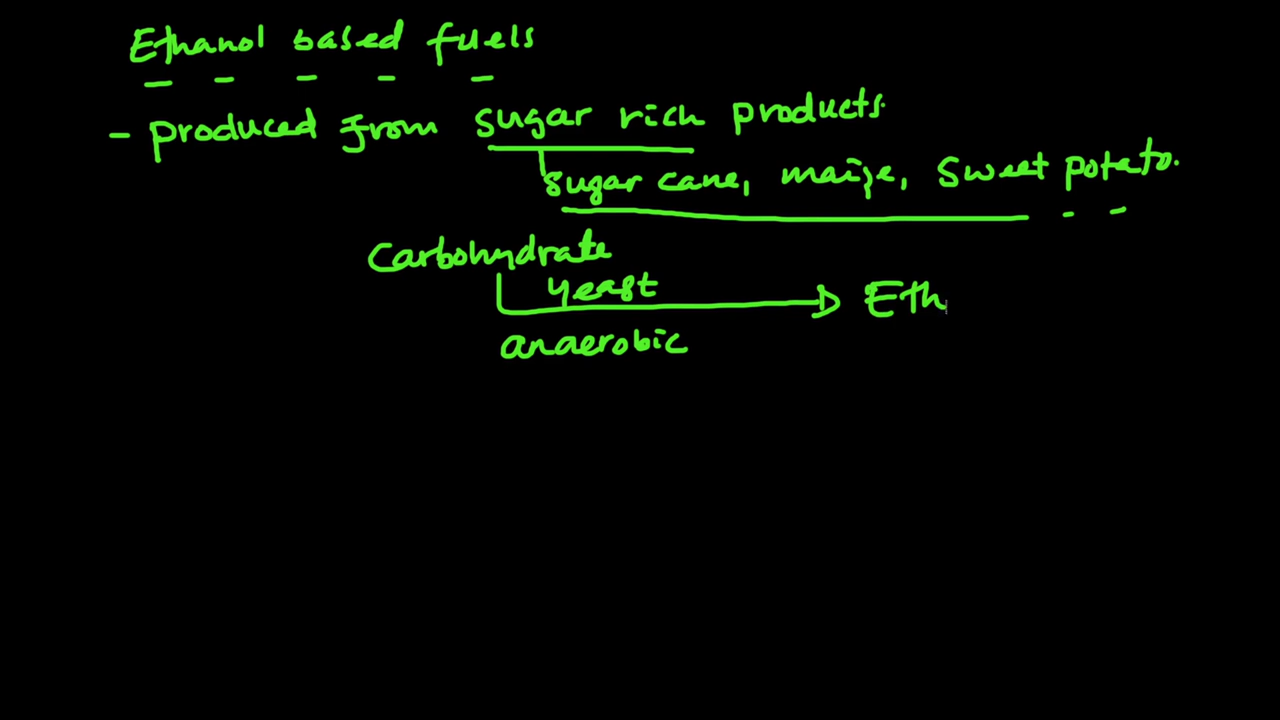 Ethanol based fuels
- produced from sugar rich products.
sugar cane, maize, sweet potato.
Carbohydrate
yeast
Eth
anaerobic